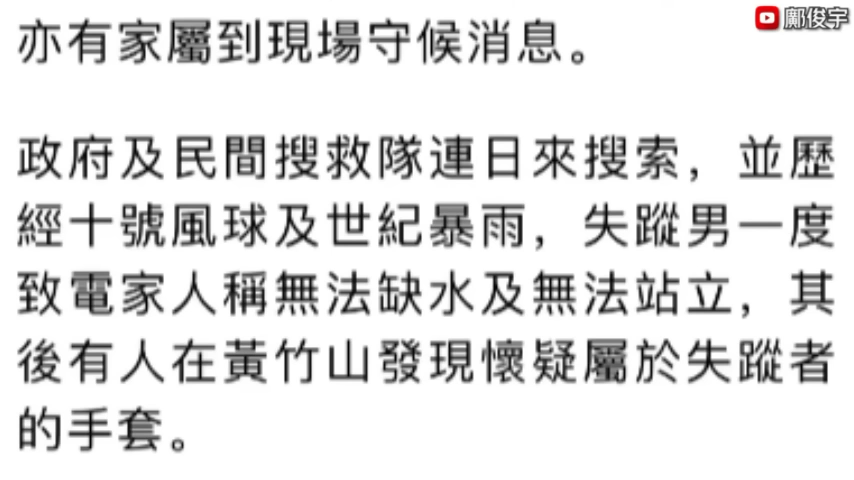 鄺俊宇
亦有家屬到現場守候消息。
政府及民間搜救隊連日來搜索，並歷
經十號風球及世紀暴雨，失蹤男一度
致電家人稱無法缺水及無法站立，其
後有人在黃竹山發現懷疑屬於失蹤者
的手套。